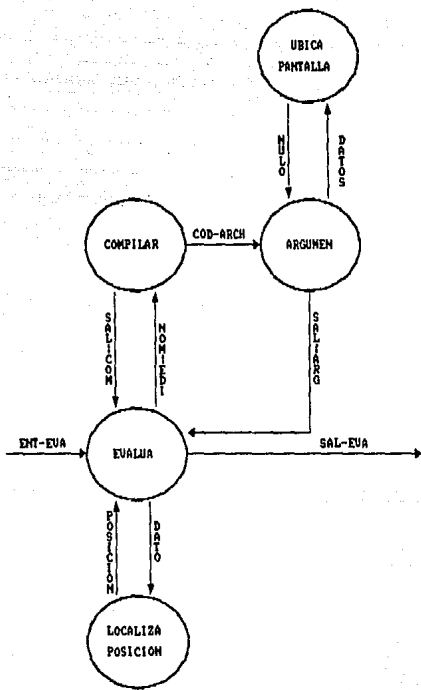 UBICA
PANTALLA
NULO
DATOS
COMPILAR
COD-ARCH
ARGUMEN
SALICOM
NOMIEDI
SALIARG
ENT-EVA
EVALUA
SAL-EVA
POSICION
DATO
LOCALIZA
POSICION